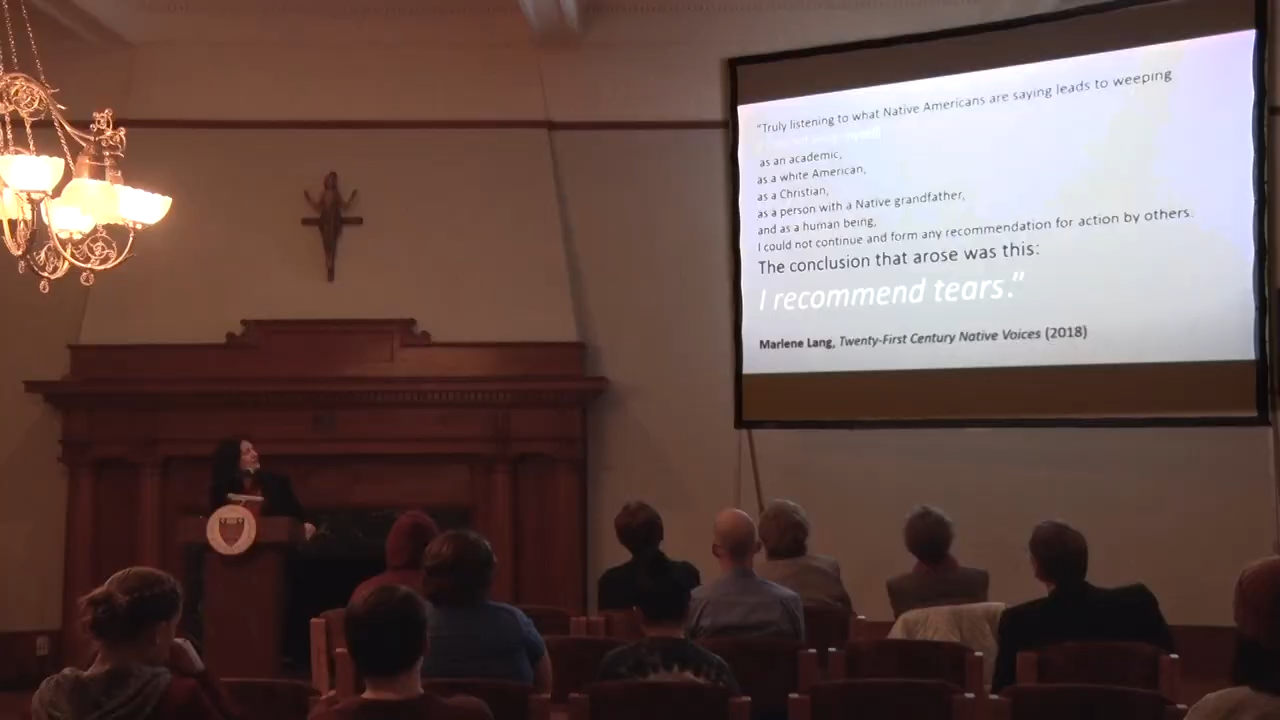 "Truly listening to what Native Americans are saying leads to weeping
as an academic,
as a white American,
as a Christian,
as a person with a Native grandfather,
and as a human being,
I could not continue and form any recommendation for action by others.
The conclusion that arose was this:
I recommend tears."
Marlene Lang, Twenty-First Century Native Voices (2018)